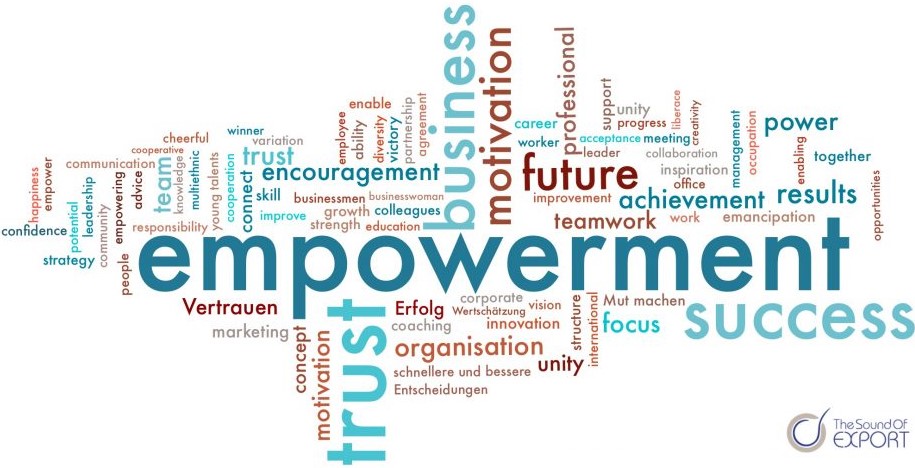 business
motivation
professional
enable
employee
ability
diversity
victory
partnership
agreement
career
worker
support
unity
progress
liberace
creativity
acceptance
meeting
leader
collaboration
management
occupation
power
enabling
together
cheerful
winner
variation
cooperative
communication
team
knowledge
multiethnic
young talents
cooperation
connect
trust
encouragement
skill
improve
businessmen
businesswoman
growth
colleagues
strength
education
future
improvement
inspiration
office
achievement
results
opportunities
teamwork
work
emancipation
happiness
empower
confidence
potential
leadership
community
empowering
advice
responsibility
strategy
people
empowerment
Vertrauen
marketing
concept
motivation
trust
Erfolg
corporate
Wertschätzung
vision
coaching
innovation
organisation
schnellere und bessere
Entscheidungen
unity
structure
international
Mut machen
focus
success
The Sound Of
EXPORT